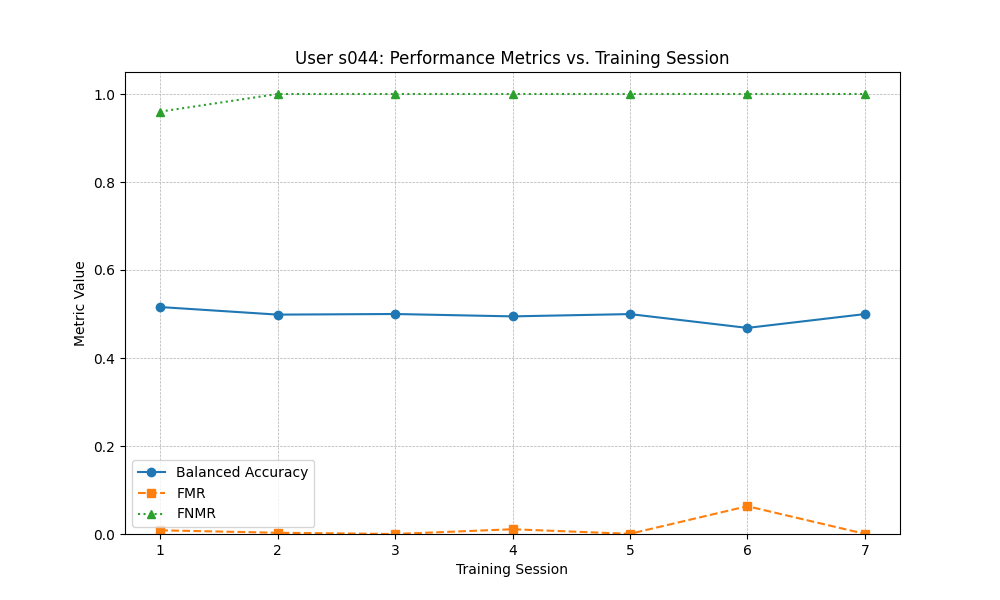 User s044: Performance Metrics vs. Training Session
1.0
0.8
0.6
0.4
0.2
0.0
Metric Value
Balanced Accuracy
FMR
FNMR
1 2 3 4 5 6 7
Training Session